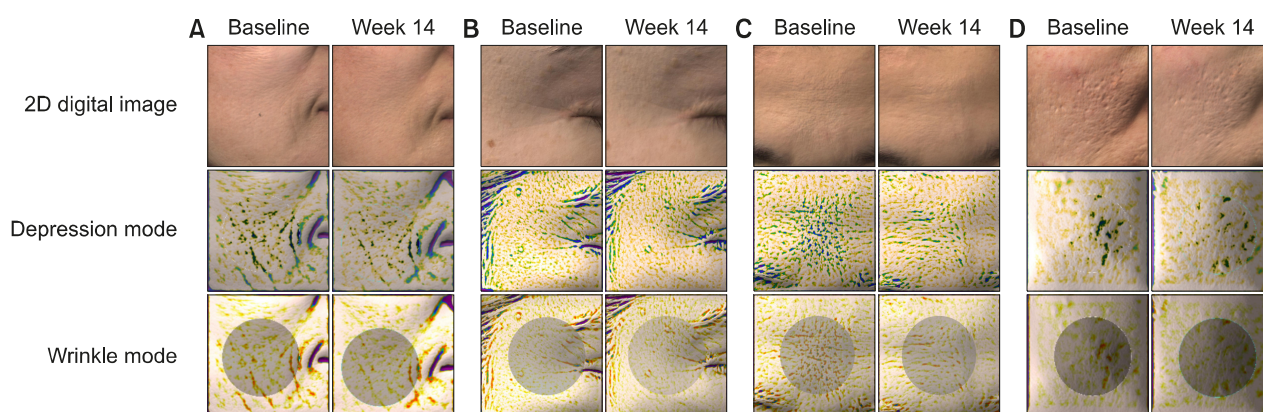 A Baseline Week 14 B Baseline Week 14 C Baseline Week 14 D Baseline Week 14
2D digital image
Depression mode
Wrinkle mode